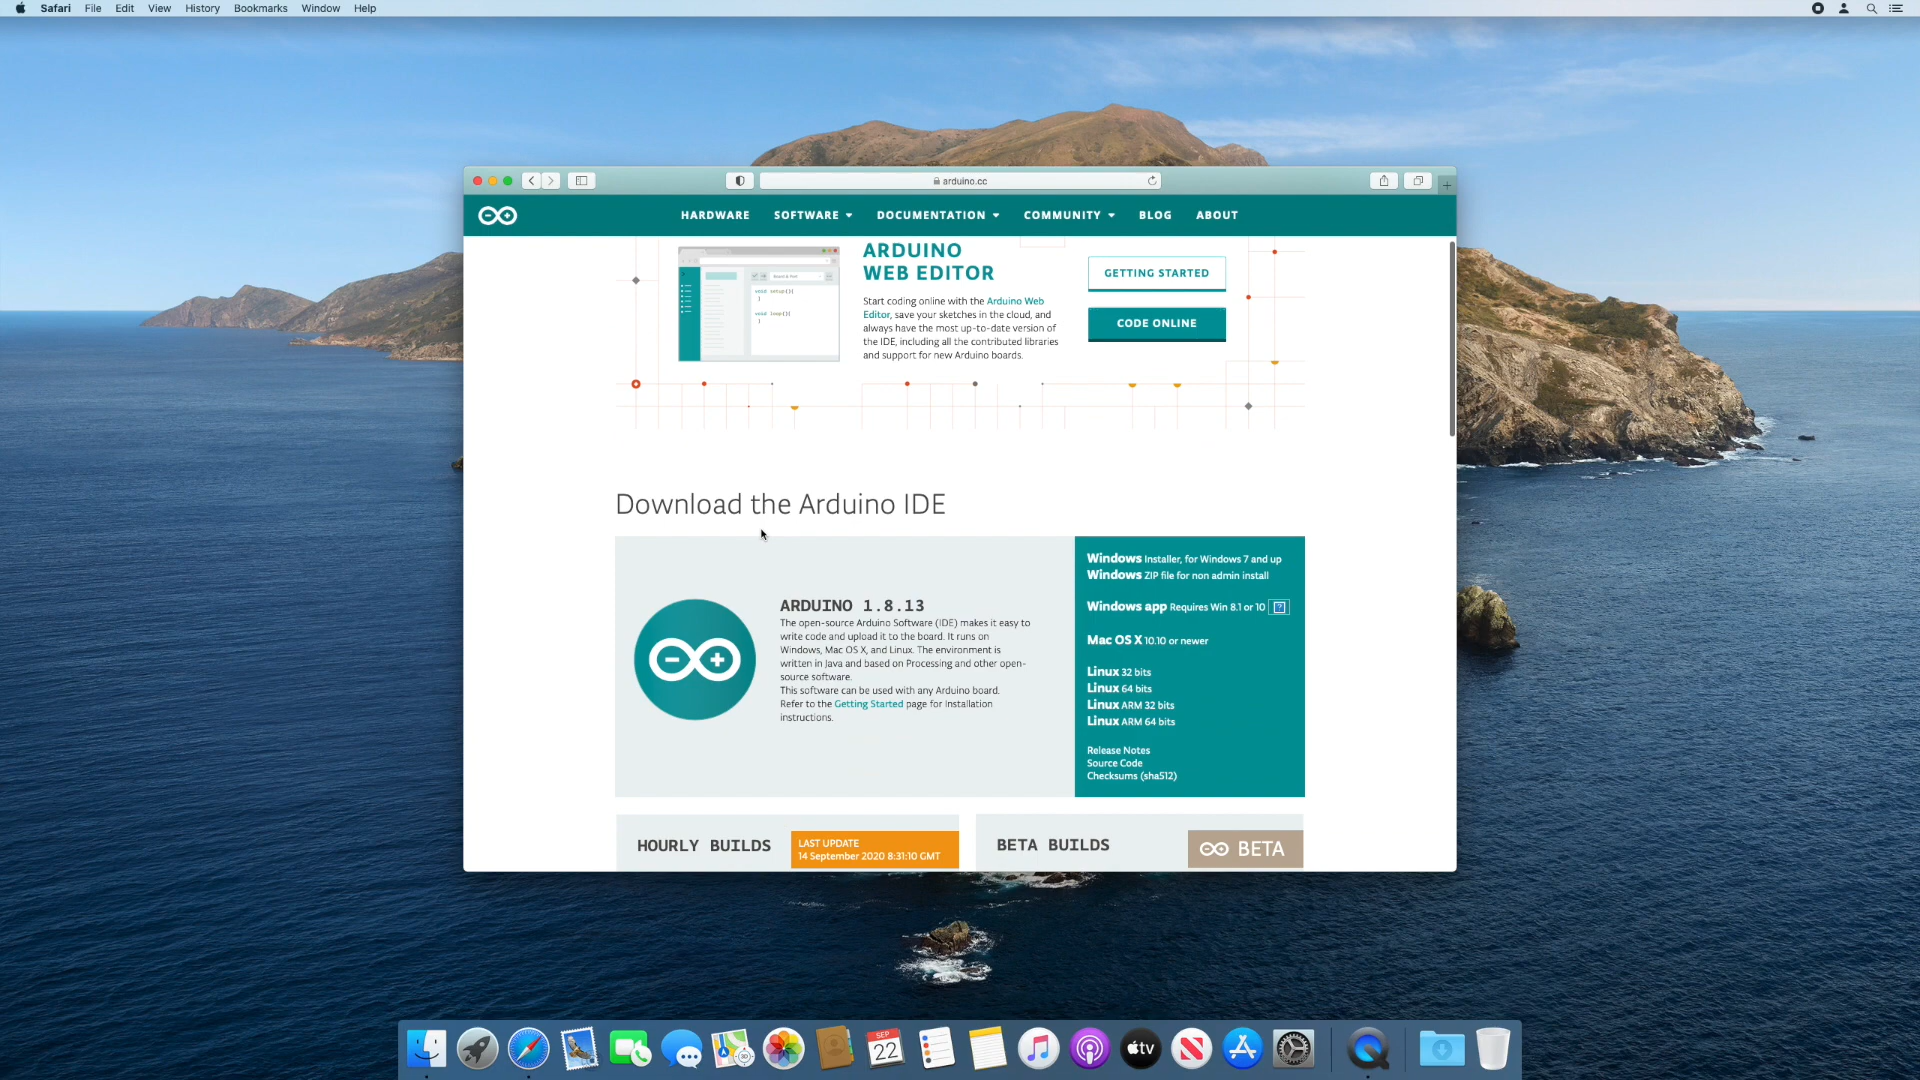 Safari File Edit View History Bookmarks Window Help
arduino.cc
HARDWARE SOFTWARE DOCUMENTATION COMMUNITY BLOG ABOUT
void setup(){
}
void loop(){
}
ARDUINO
WEB EDITOR
Start coding online with the Arduino Web
Editor, save your sketches in the cloud, and
always have the most up-to-date version of
the IDE, including all the contributed libraries
and support for new Arduino boards.
GETTING STARTED
CODE ONLINE
Download the Arduino IDE
ARDUINO 1.8.13
The open-source Arduino Software (IDE) makes it easy to
write code and upload it to the board. It runs on
Windows, Mac OS X, and Linux. The environment is
written in Java and based on Processing and other open-
source software.
This software can be used with any Arduino board.
Refer to the Getting Started page for Installation
instructions.
Windows Installer, for Windows 7 and up
Windows ZIP file for non admin install
Windows app Requires Win 8.1 or 10 ?
Mac OS X 10.10 or newer
Linux 32 bits
Linux 64 bits
Linux ARM 32 bits
Linux ARM 64 bits
Release Notes
Source Code
Checksums (sha512)
HOURLY BUILDS
LAST UPDATE
14 September 2020 8:31:10 GMT
BETA BUILDS
BETA
SEP
22
tv